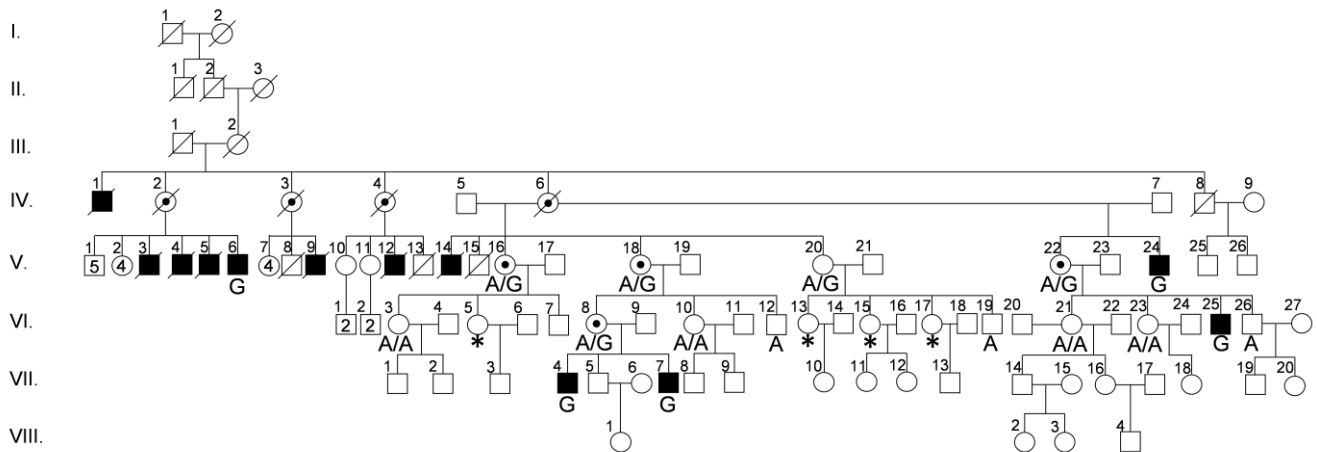 1 2
I.
1 2 3
II.
1 2
III.
1 2 3 4 5 6 7 8 9
IV.
1 2 3 4 5 6 7 8 9 10 11 12 13 14 15 16 17 18 19 20 21 22 23 24 25 26
V. 5 4 4
G A/G A/G A/G A/G G
1 2 3 4 5 6 7 8 9 10 11 12 13 14 15 16 17 18 19 20 21 22 23 24 25 26 27
VI. 2 2
A/A * A/G A/A A * * * A A/A A/A G A
1 2 3 4 5 6 7 8 9 10 11 12 13 14 15 16 17 18 19 20
VII.
G G
1 2 3 4
VIII.